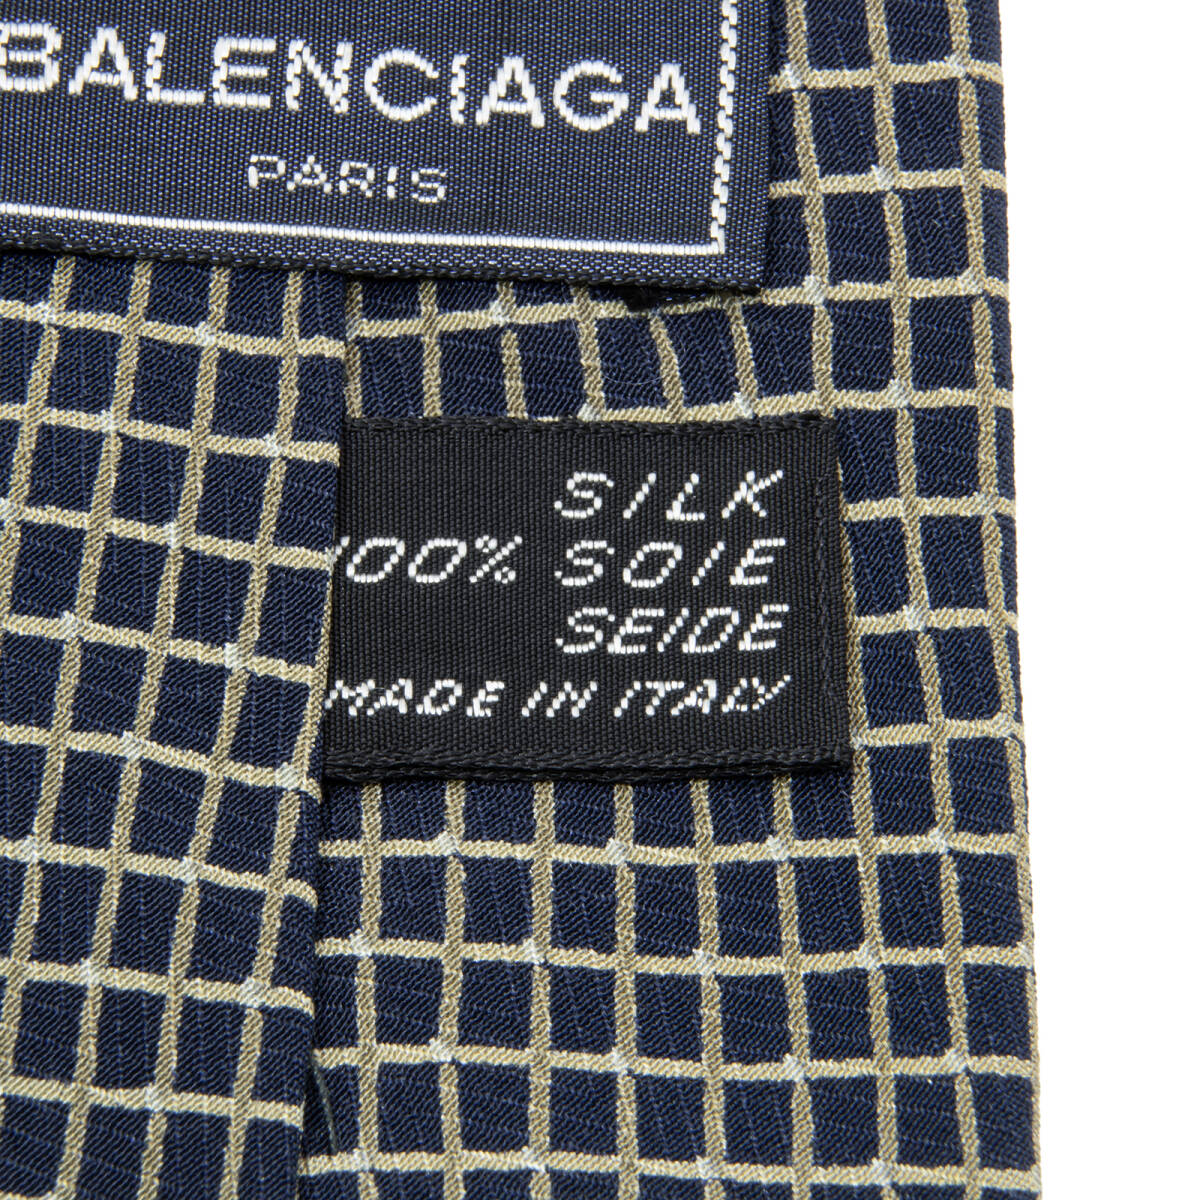 BALENCIAGA
PARIS
SILK
100% SOIE
SEIDE
MADE IN ITALY